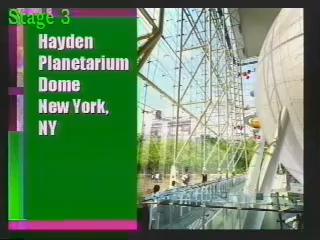 Stage 3
Hayden
Planetarium
Dome
New York,
NY